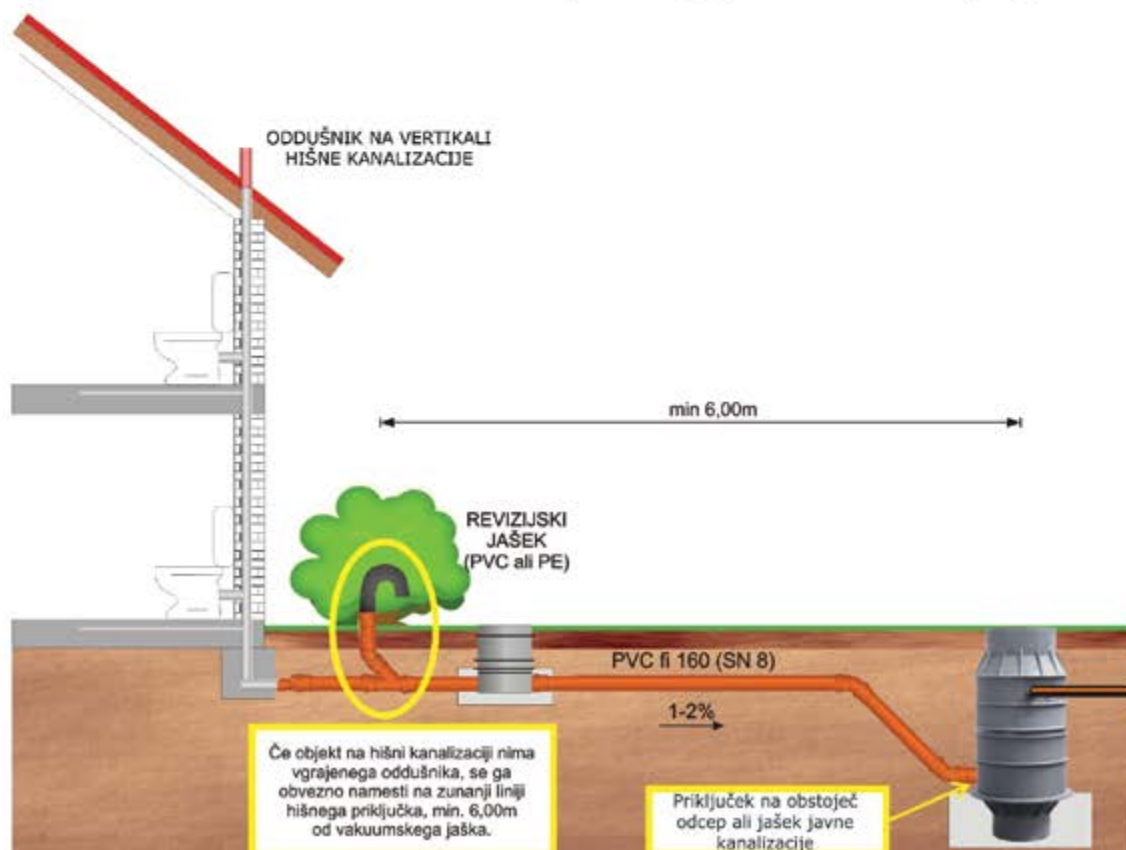 ODDUŠNIK NA VERTIKALI
HIŠNE KANALIZACIJE
min 6,00m
REVIZIJSKI
JAŠEK
(PVC ali PE)
PVC fi 160 (SN 8)
1-2%
Če objekt na hišni kanalizaciji nima
vgrajenega oddušnika, se ga
obvezno namesti na zunanji liniji
hišnega priključka, min. 6,00m
od vakuumskega jaška.
Priključek na obstoječ
odcep ali jašek javne
kanalizacije